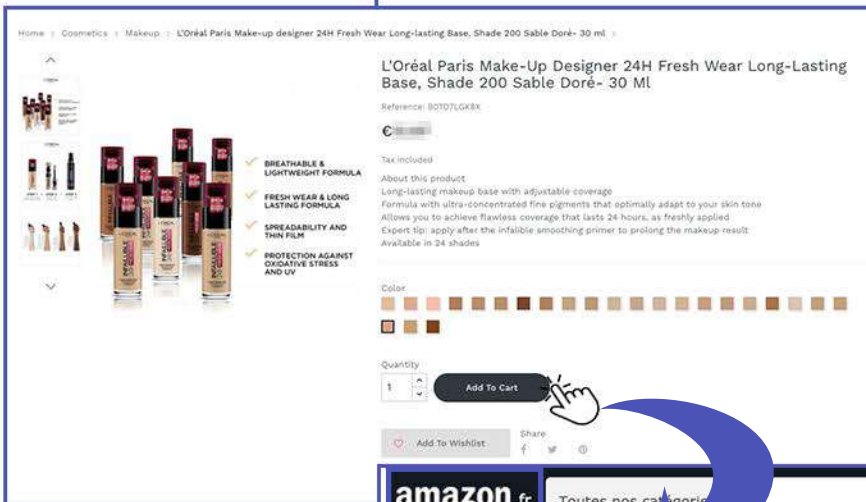 Home > Cosmetics > Makeup > L'Oréal Paris Make-up designer 24H Fresh Wear Long-lasting Base, Shade 200 Sable Doré- 30 ml >
L'Oréal Paris Make-Up Designer 24H Fresh Wear Long-Lasting
Base, Shade 200 Sable Doré- 30 Ml
Reference: B0T07LGKBX
€
Tax included
About this product
Long-lasting makeup base with adjustable coverage
Formula with ultra-concentrated fine pigments that optimally adapt to your skin tone
Allows you to achieve flawless coverage that lasts 24 hours, as freshly applied
Expert tip: apply after the infalible smoothing primer to prolong the makeup result
Available in 24 shades
BREATHABLE &
LIGHTWEIGHT FORMULA
FRESH WEAR & LONG
LASTING FORMULA
SPREADABILITY AND
THIN FILM
PROTECTION AGAINST
OXIDATIVE STRESS
AND UV
INFAILLIBLE
INFAILLIBLE
INFAILLIBLE
Color
Quantity
1
Add To Cart
Add To Wishlist
Share
amazon.fr
Toutes nos catégorie